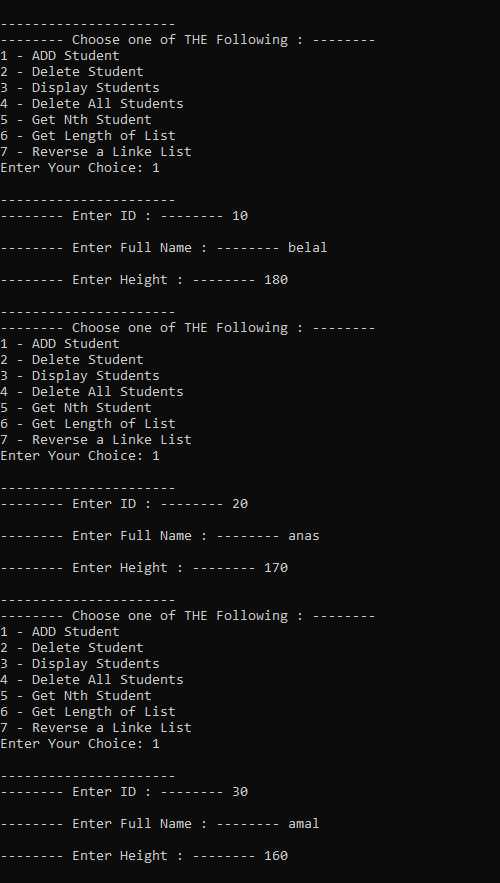 ----------------------
-------- Choose one of THE Following : --------
1 - ADD Student
2 - Delete Student
3 - Display Students
4 - Delete All Students
5 - Get Nth Student
6 - Get Length of List
7 - Reverse a Linke List
Enter Your Choice: 1
----------------------
-------- Enter ID : -------- 10
-------- Enter Full Name : -------- belal
-------- Enter Height : -------- 180
----------------------
-------- Choose one of THE Following : --------
1 - ADD Student
2 - Delete Student
3 - Display Students
4 - Delete All Students
5 - Get Nth Student
6 - Get Length of List
7 - Reverse a Linke List
Enter Your Choice: 1
----------------------
-------- Enter ID : -------- 20
-------- Enter Full Name : -------- anas
-------- Enter Height : -------- 170
----------------------
-------- Choose one of THE Following : --------
1 - ADD Student
2 - Delete Student
3 - Display Students
4 - Delete All Students
5 - Get Nth Student
6 - Get Length of List
7 - Reverse a Linke List
Enter Your Choice: 1
----------------------
-------- Enter ID : -------- 30
-------- Enter Full Name : -------- amal
-------- Enter Height : -------- 160